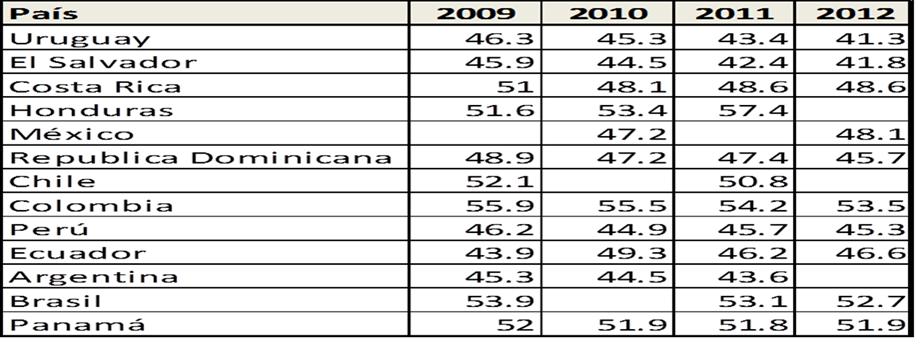 País 2009 2010 2011 2012
Uruguay 46.3 45.3 43.4 41.3
El Salvador 45.9 44.5 42.4 41.8
Costa Rica 51 48.1 48.6 48.6
Honduras 51.6 53.4 57.4
México 47.2 48.1
Republica Dominicana 48.9 47.2 47.4 45.7
Chile 52.1 50.8
Colombia 55.9 55.5 54.2 53.5
Perú 46.2 44.9 45.7 45.3
Ecuador 43.9 49.3 46.2 46.6
Argentina 45.3 44.5 43.6
Brasil 53.9 53.1 52.7
Panamá 52 51.9 51.8 51.9